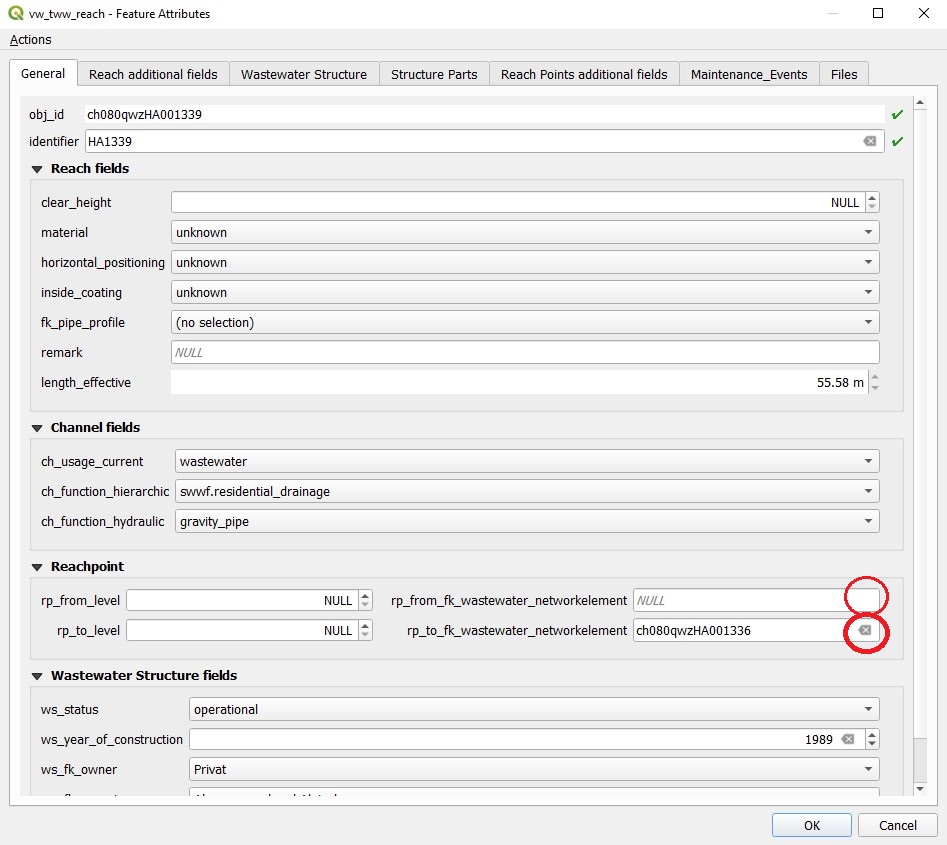 vw_tww_reach - Feature Attributes
Actions
General Reach additional fields Wastewater Structure Structure Parts Reach Points additional fields Maintenance_Events Files
obj_id ch080qwzHA001339
identifier HA1339
Reach fields
clear_height NULL
material unknown
horizontal_positioning unknown
inside_coating unknown
fk_pipe_profile (no selection)
remark NULL
length_effective 55.58 m
Channel fields
ch_usage_current wastewater
ch_function_hierarchic swwf.residential_drainage
ch_function_hydraulic gravity_pipe
Reachpoint
rp_from_level NULL rp_from_fk_wastewater_networkelement NULL
rp_to_level NULL rp_to_fk_wastewater_networkelement ch080qwzHA001336
Wastewater Structure fields
ws_status operational
ws_year_of_construction 1989
ws_fk_owner Privat
OK Cancel